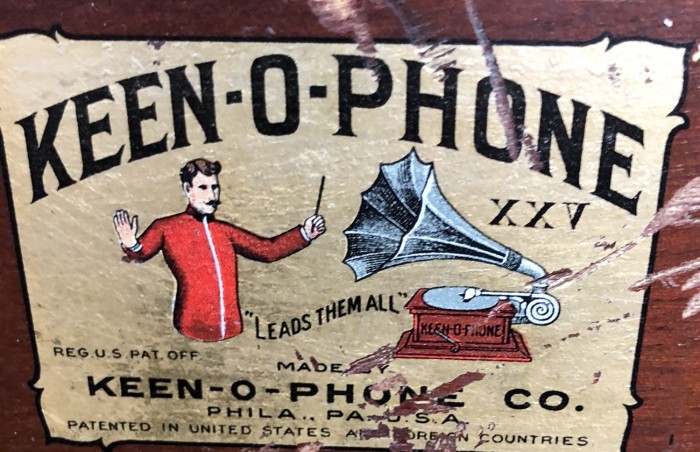 KEEN-O-PHONE
XXV
"LEADS THEM ALL"
KEEN-O-PHONE
REG. U.S. PAT. OFF.
MADE BY
KEEN-O-PHONE CO.
PHILA., PA. U.S.A.
PATENTED IN UNITED STATES AND FOREIGN COUNTRIES